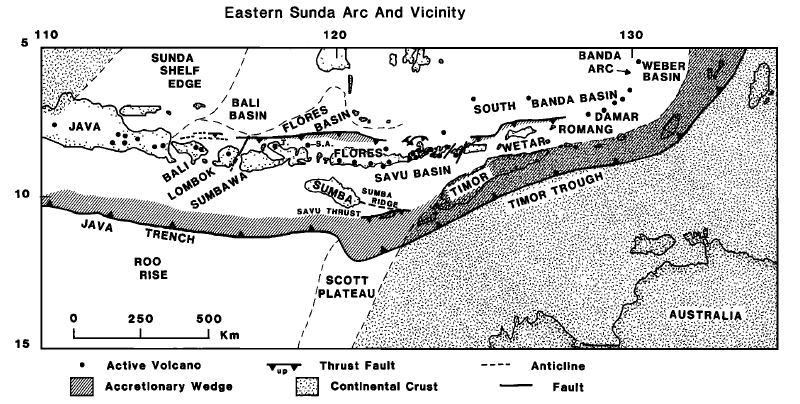 Eastern Sunda Arc And Vicinity
110
120
130
5
SUNDA
SHELF
EDGE
BANDA
ARC
WEBER
BASIN
BALI
BASIN
FLORES
BASIN
SOUTH BANDA BASIN
JAVA
DAMAR
ROMANG
S.A.
FLORES
WETAR
BALI
LOMBOK
SUMBAWA
SAVU BASIN
TIMOR
10
SUMBA
SUMBA
RIDGE
SAVU THRUST
TIMOR TROUGH
JAVA TRENCH
ROO
RISE
SCOTT
PLATEAU
AUSTRALIA
0 250 500
Km
15
Active Volcano
up
Thrust Fault
Anticline
Accretionary Wedge
Continental Crust
Fault